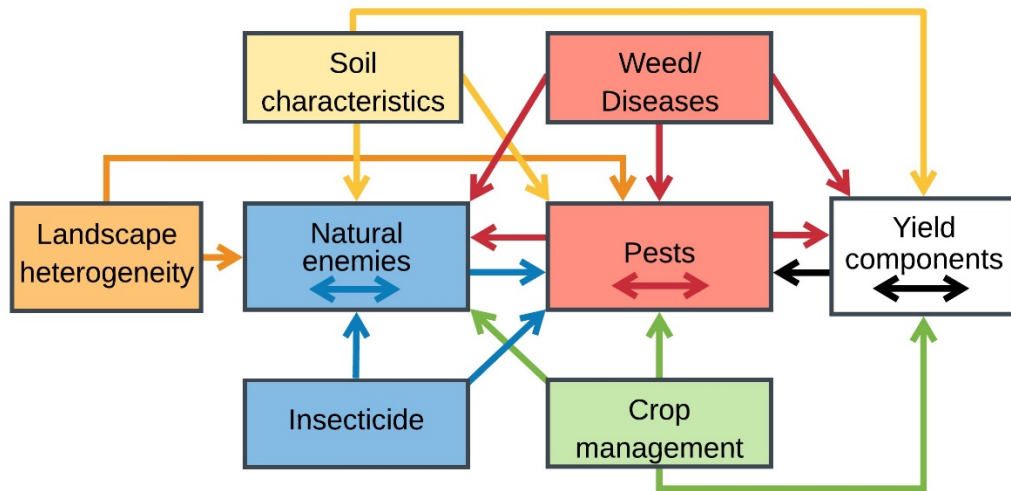 Soil
characteristics
Weed/
Diseases
Landscape
heterogeneity
Natural
enemies
Pests
Yield
components
Insecticide
Crop
management